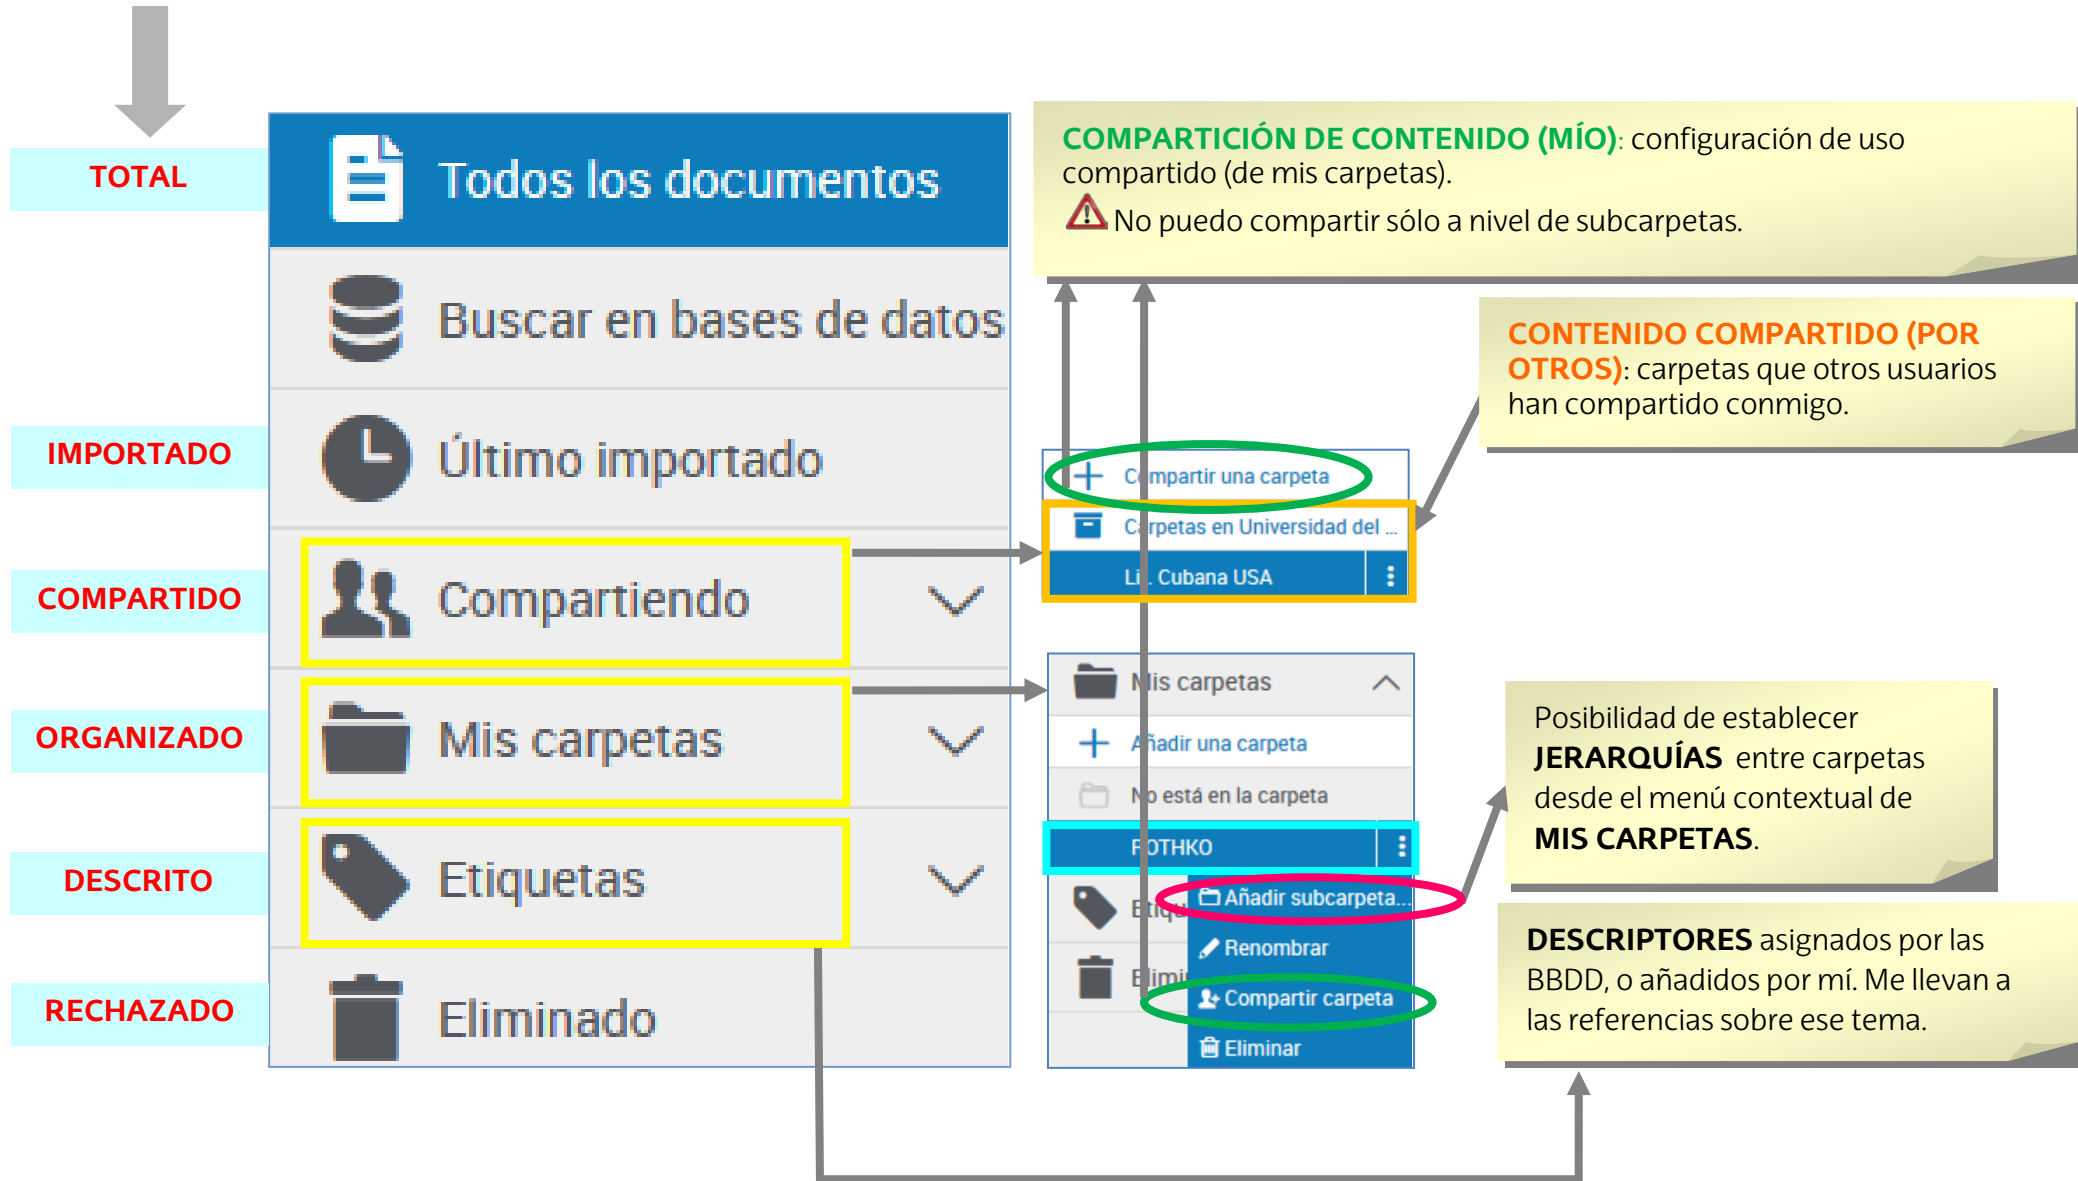 TOTAL
IMPORTADO
COMPARTIDO
ORGANIZADO
DESCRITO
RECHAZADO
Todos los documentos
Buscar en bases de datos
Último importado
Compartiendo
Mis carpetas
Etiquetas
Eliminado
COMPARTICIÓN DE CONTENIDO (MÍO): configuración de uso
compartido (de mis carpetas).
No puedo compartir sólo a nivel de subcarpetas.
CONTENIDO COMPARTIDO (POR
OTROS): carpetas que otros usuarios
han compartido conmigo.
Compartir una carpeta
Carpetas en Universidad del ...
Lit. Cubana USA
Mis carpetas
Añadir una carpeta
No está en la carpeta
ROTHKO
Añadir subcarpeta...
Renombrar
Compartir carpeta
Eliminar
Posibilidad de establecer
JERARQUÍAS entre carpetas
desde el menú contextual de
MIS CARPETAS.
DESCRIPTORES asignados por las
BBDD, o añadidos por mí. Me llevan a
las referencias sobre ese tema.